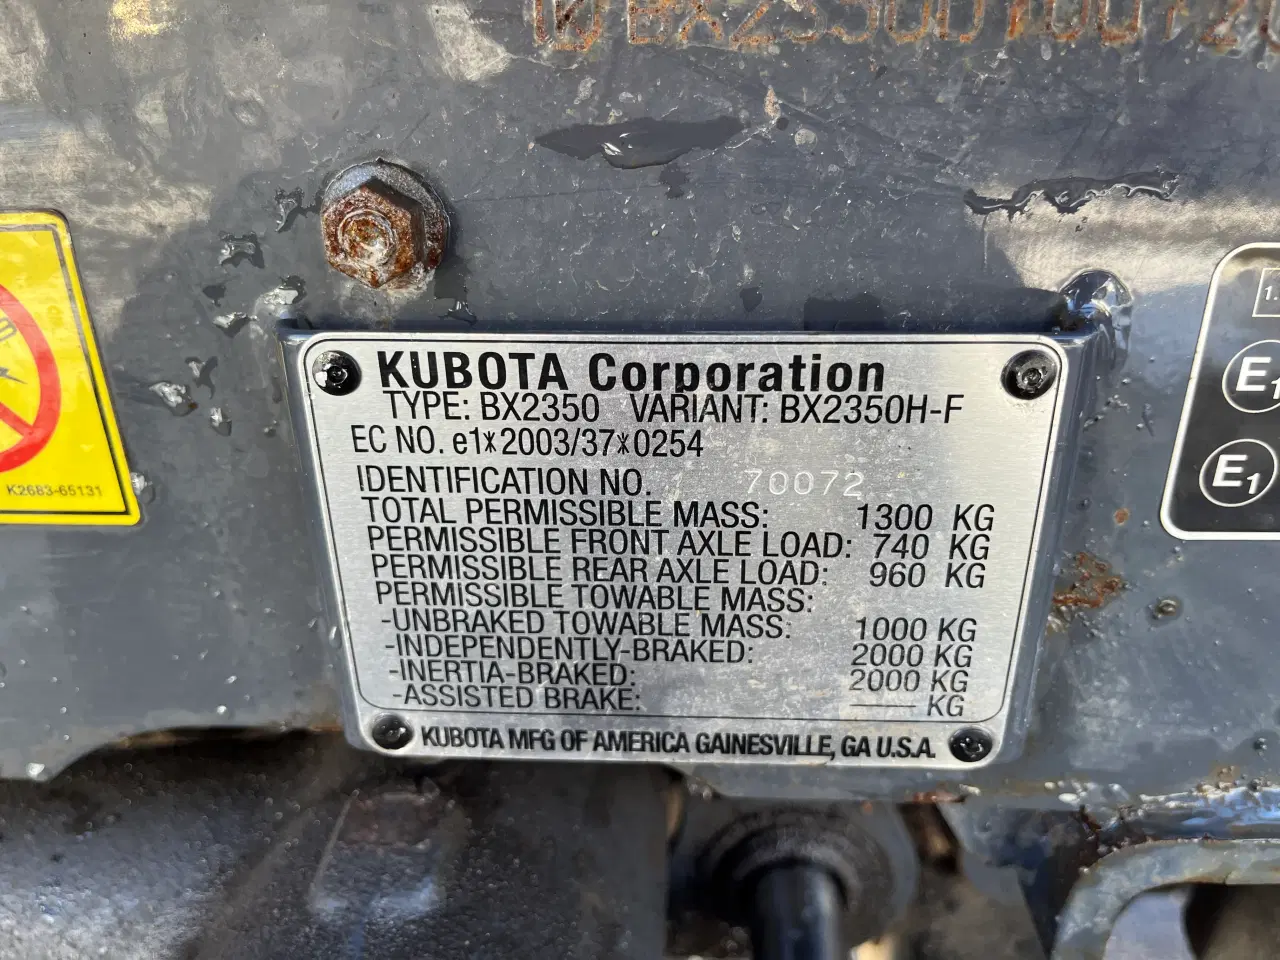 KUBOTA Corporation
TYPE: BX2350 VARIANT: BX2350H-F
EC NO. e1*2003/37*0254
IDENTIFICATION NO. 70072
TOTAL PERMISSIBLE MASS: 1300 KG
PERMISSIBLE FRONT AXLE LOAD: 740 KG
PERMISSIBLE REAR AXLE LOAD: 960 KG
PERMISSIBLE TOWABLE MASS:
-UNBRAKED TOWABLE MASS: 1000 KG
-INDEPENDENTLY-BRAKED: 2000 KG
-INERTIA-BRAKED: 2000 KG
-ASSISTED BRAKE: —— KG
KUBOTA MFG OF AMERICA GAINESVILLE, GA U.S.A.
K2683-65131
E1
E1